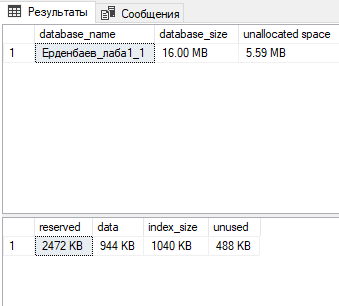 Результаты Сообщения
database_name database_size unallocated space
1 Ерденбаев_лаба1_1 16.00 MB 5.59 MB
reserved data index_size unused
1 2472 KB 944 KB 1040 KB 488 KB